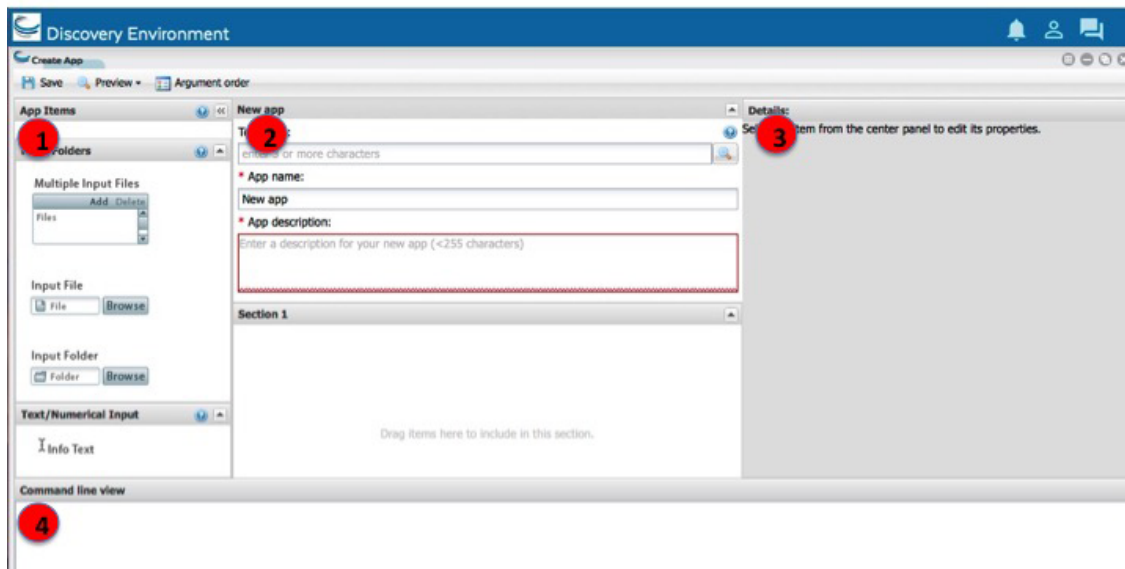 Discovery Environment
Create App
Save Preview Argument order
App Items
1
Folders
Multiple Input Files
Add Delete
Files
Input File
File Browse
Input Folder
Folder Browse
Text/Numerical Input
Info Text
New app
2
or more characters
* App name:
New app
* App description:
Enter a description for your new app (<255 characters)
Section 1
Drag items here to include in this section.
Details:
3
item from the center panel to edit its properties.
Command line view
4